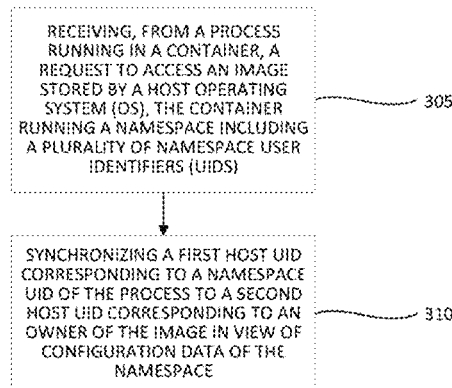 RECEIVING, FROM A PROCESS
RUNNING IN A CONTAINER, A
REQUEST TO ACCESS AN IMAGE
STORED BY A HOST OPERATING
SYSTEM (OS), THE CONTAINER
RUNNING A NAMESPACE INCLUDING
A PLURALITY OF NAMESPACE USER
IDENTIFIERS (UIDS)
305
SYNCHRONIZING A FIRST HOST UID
CORRESPONDING TO A NAMESPACE
UID OF THE PROCESS TO A SECOND
HOST UID CORRESPONDING TO AN
OWNER OF THE IMAGE IN VIEW OF
CONFIGURATION DATA OF THE
NAMESPACE
310